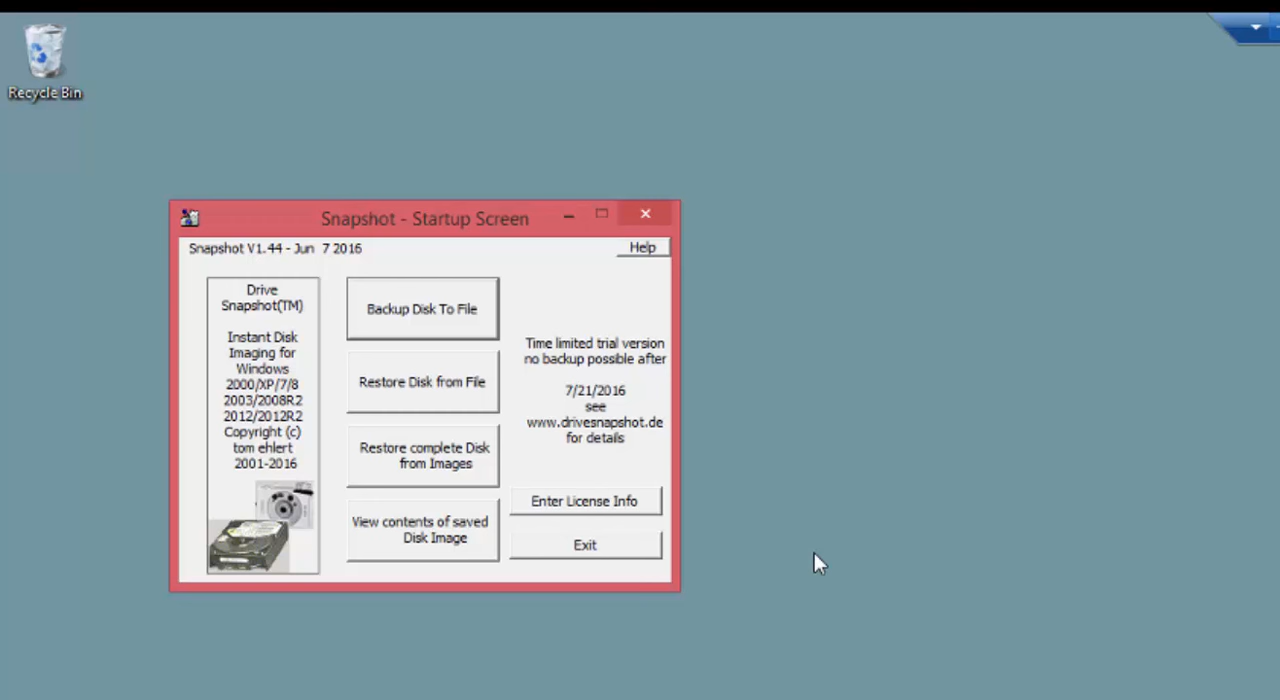 Recycle Bin
Snapshot - Startup Screen
Snapshot V1.44 - Jun 7 2016
Help
Drive
Snapshot(TM)
Instant Disk
Imaging for
Windows
2000/XP/7/8
2003/2008R2
2012/2012R2
Copyright (c)
tom ehlert
2001-2016
Backup Disk To File
Restore Disk from File
Restore complete Disk
from Images
View contents of saved
Disk Image
Time limited trial version
no backup possible after
7/21/2016
see
www.drivesnapshot.de
for details
Enter License Info
Exit